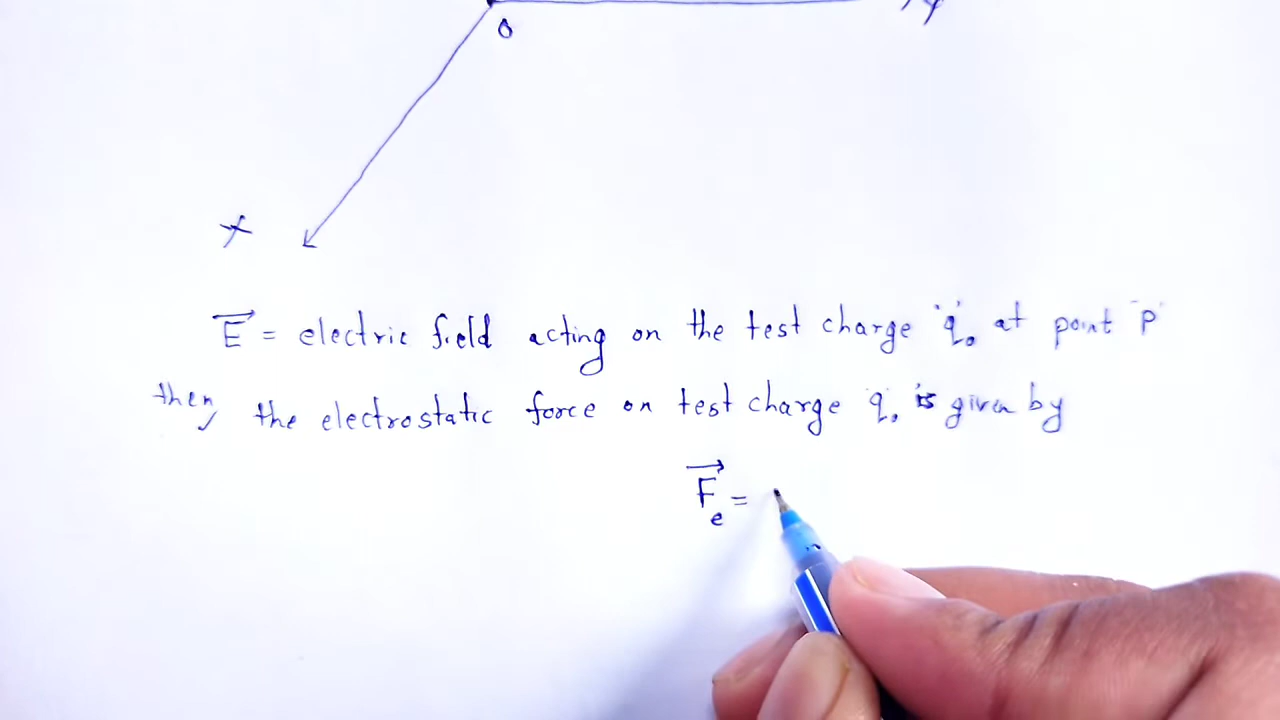 O Y
X
E⃗ = electric field acting on the test charge 'q₀' at point 'p'
then, the electrostatic force on test charge 'q₀' is given by
F⃗ₑ =